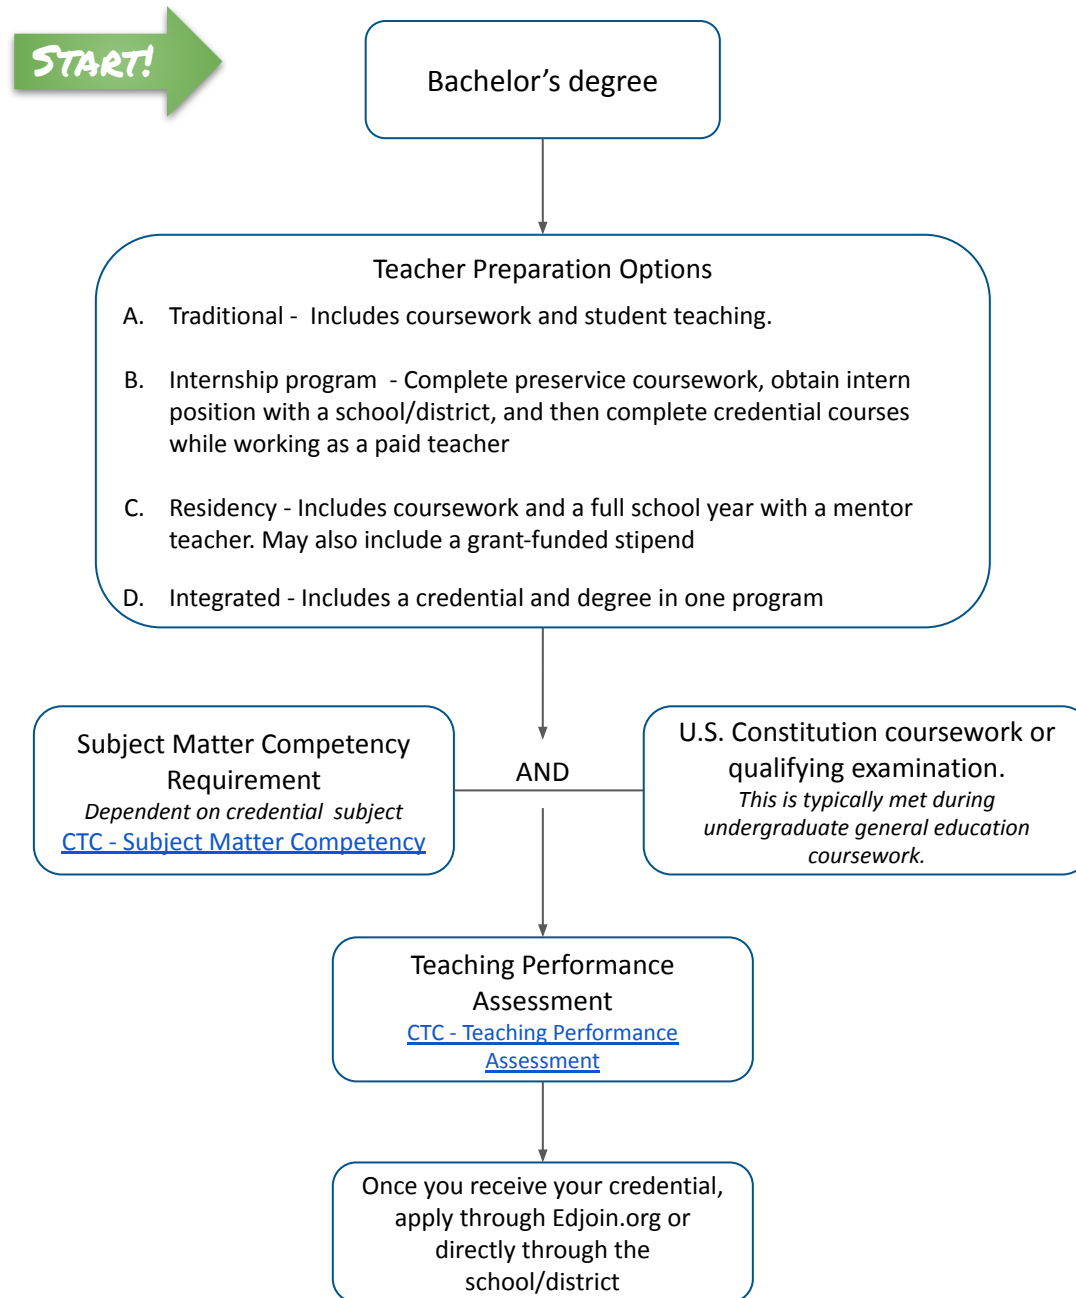 START!
Bachelor’s degree
Teacher Preparation Options
A. Traditional - Includes coursework and student teaching.
B. Internship program - Complete preservice coursework, obtain intern
position with a school/district, and then complete credential courses
while working as a paid teacher
C. Residency - Includes coursework and a full school year with a mentor
teacher. May also include a grant-funded stipend
D. Integrated - Includes a credential and degree in one program
Subject Matter Competency
Requirement
Dependent on credential subject
CTC - Subject Matter Competency
AND
U.S. Constitution coursework or
qualifying examination.
This is typically met during
undergraduate general education
coursework.
Teaching Performance
Assessment
CTC - Teaching Performance
Assessment
Once you receive your credential,
apply through Edjoin.org or
directly through the
school/district